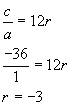 c/a = 12r
-36/1 = 12r
r = -3